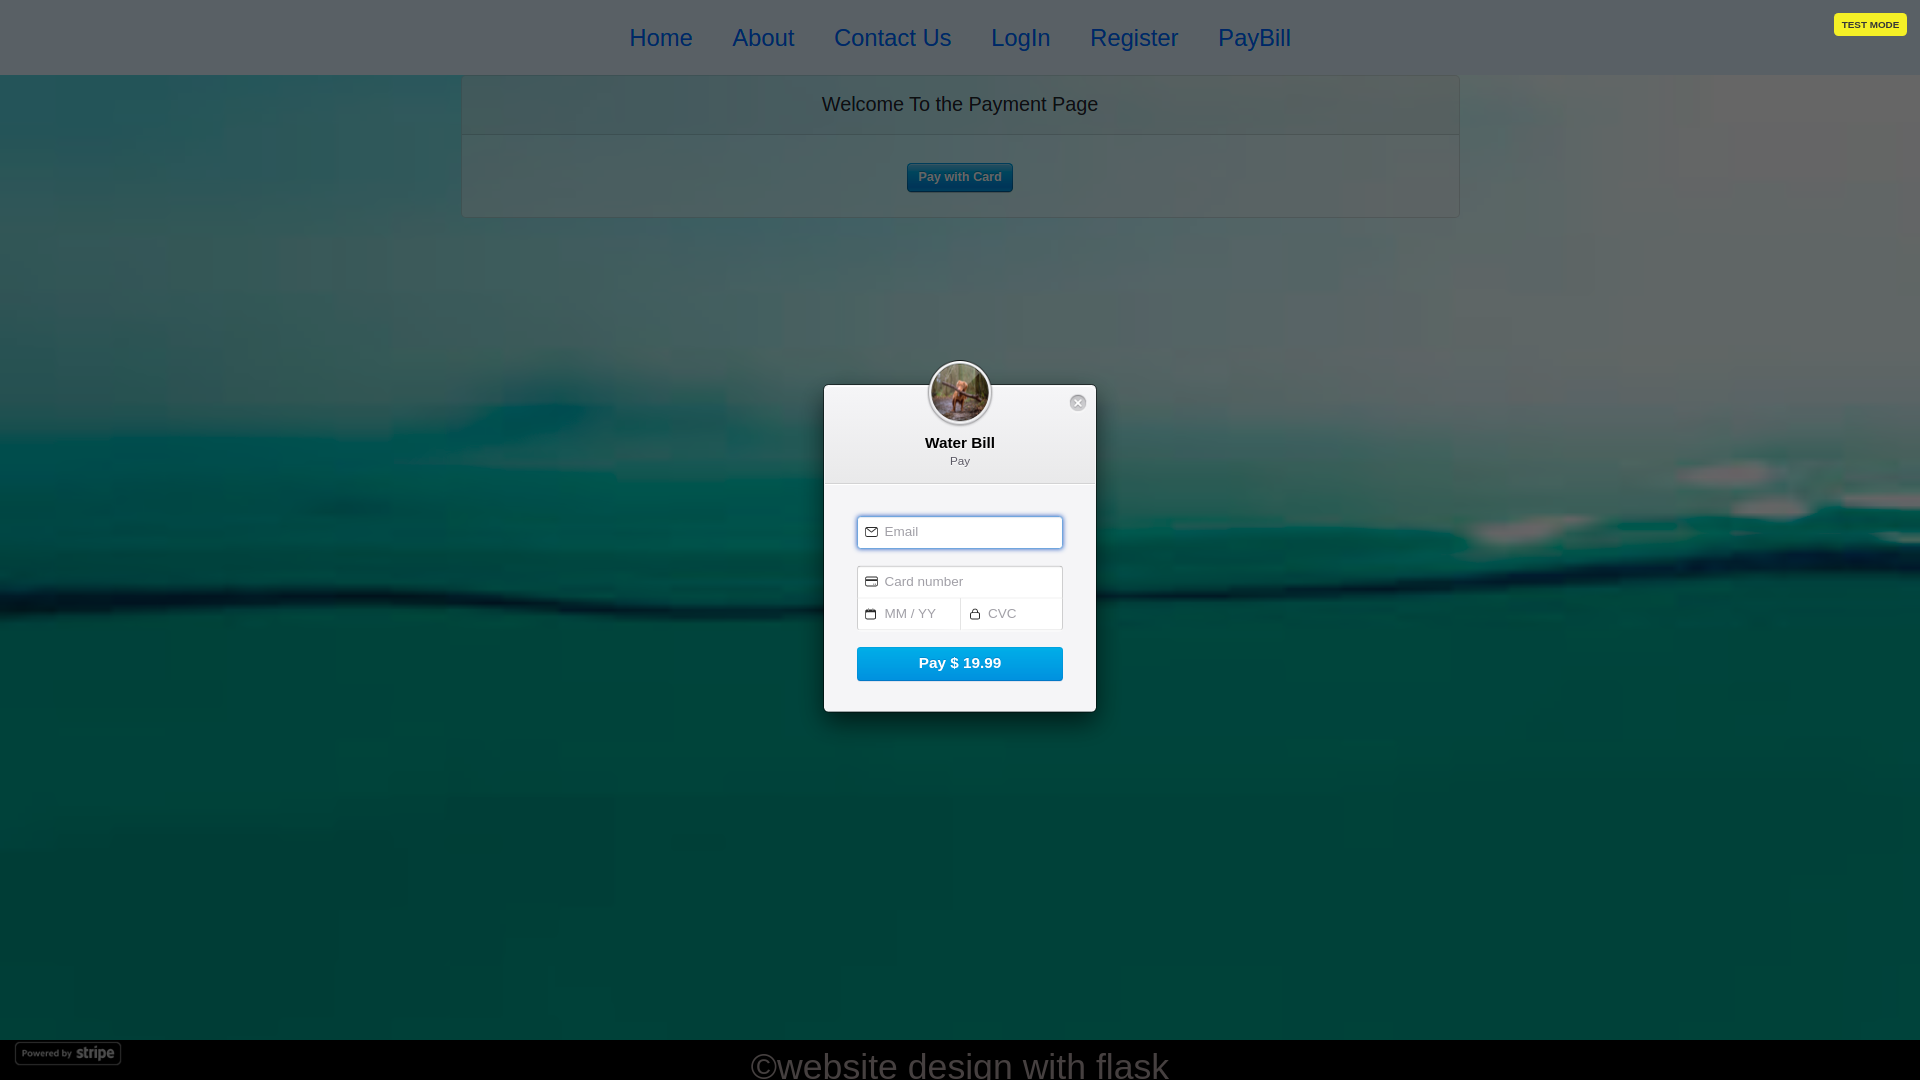 Home About Contact Us LogIn Register PayBill
TEST MODE
Welcome To the Payment Page
Pay with Card
Water Bill
Pay
Email
Card number
MM / YY CVC
Pay $ 19.99
Powered by stripe
©website design with flask